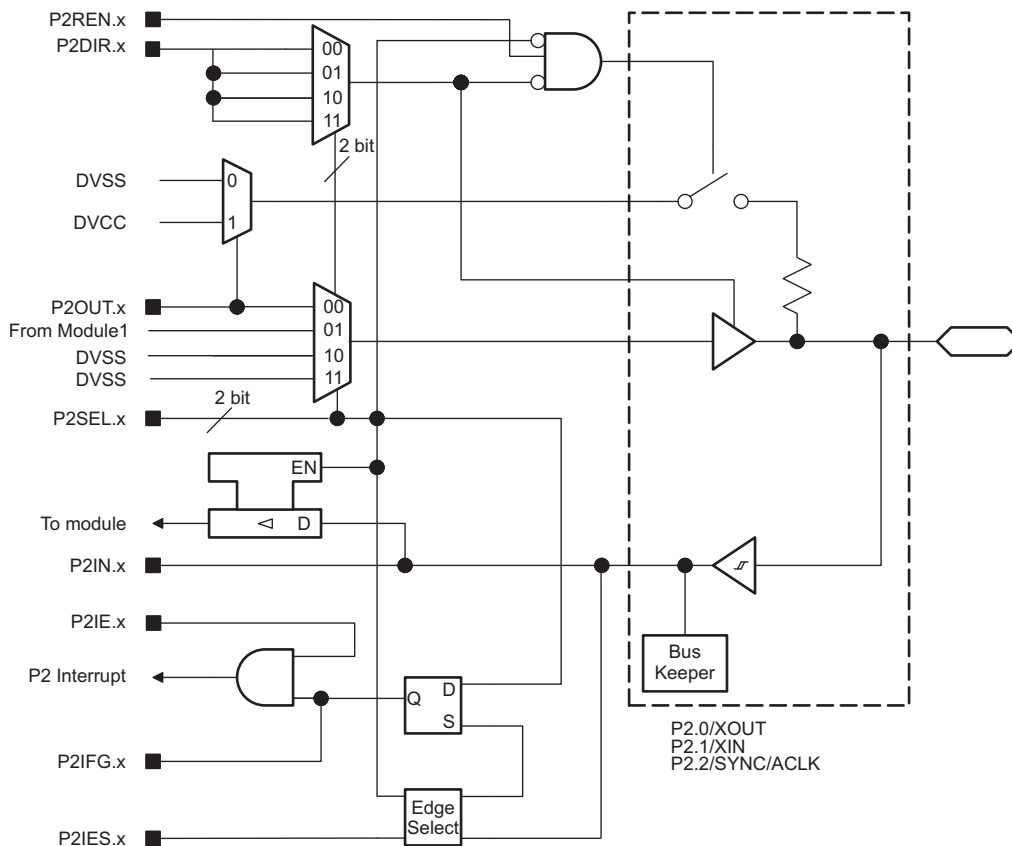 P2REN.x
P2DIR.x
00
01
10
11
2 bit
DVSS
0
DVCC
1
P2OUT.x
00
From Module1
01
DVSS
10
DVSS
11
P2SEL.x
2 bit
EN
To module
D
P2IN.x
P2IE.x
Bus
Keeper
P2 Interrupt
Q
D
S
P2.0/XOUT
P2.1/XIN
P2.2/SYNC/ACLK
P2IFG.x
Edge
Select
P2IES.x